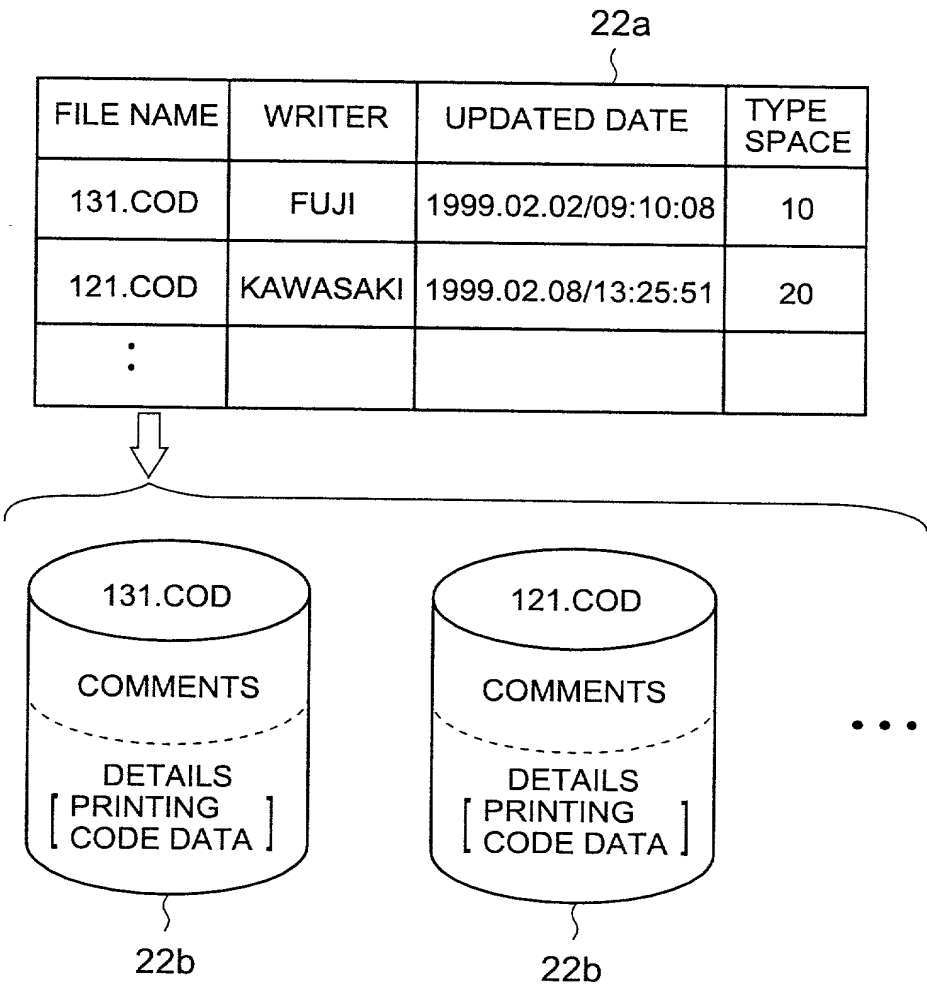 22a
FILE NAME WRITER UPDATED DATE TYPE SPACE
131.COD FUJI 1999.02.02/09:10:08 10
121.COD KAWASAKI 1999.02.08/13:25:51 20
:
131.COD
COMMENTS
DETAILS
[ PRINTING
CODE DATA ]
22b
121.COD
COMMENTS
DETAILS
[ PRINTING
CODE DATA ]
22b
...